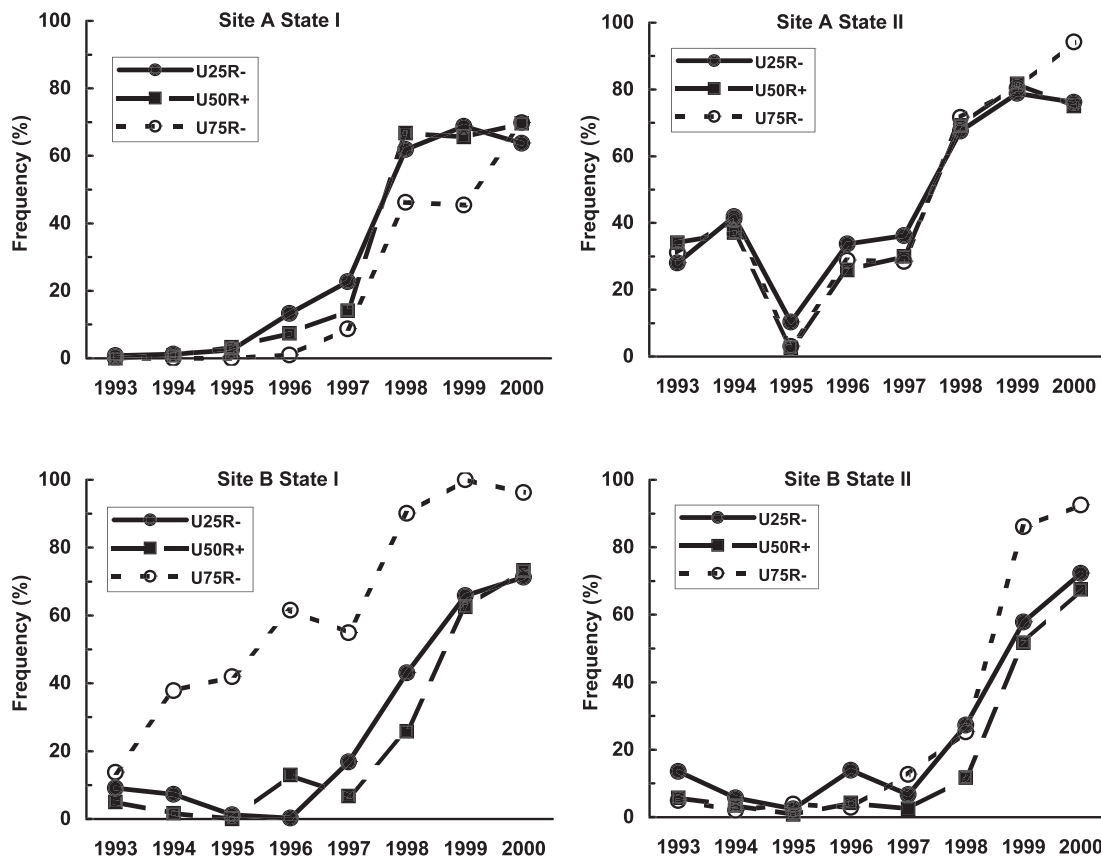 Site A State I
100
80
60
40
20
0
Frequency (%)
U25R-
U50R+
U75R-
1993 1994 1995 1996 1997 1998 1999 2000
Site A State II
100
80
60
40
20
0
Frequency (%)
U25R-
U50R+
U75R-
1993 1994 1995 1996 1997 1998 1999 2000
Site B State I
100
80
60
40
20
0
Frequency (%)
U25R-
U50R+
U75R-
1993 1994 1995 1996 1997 1998 1999 2000
Site B State II
100
80
60
40
20
0
Frequency (%)
U25R-
U50R+
U75R-
1993 1994 1995 1996 1997 1998 1999 2000